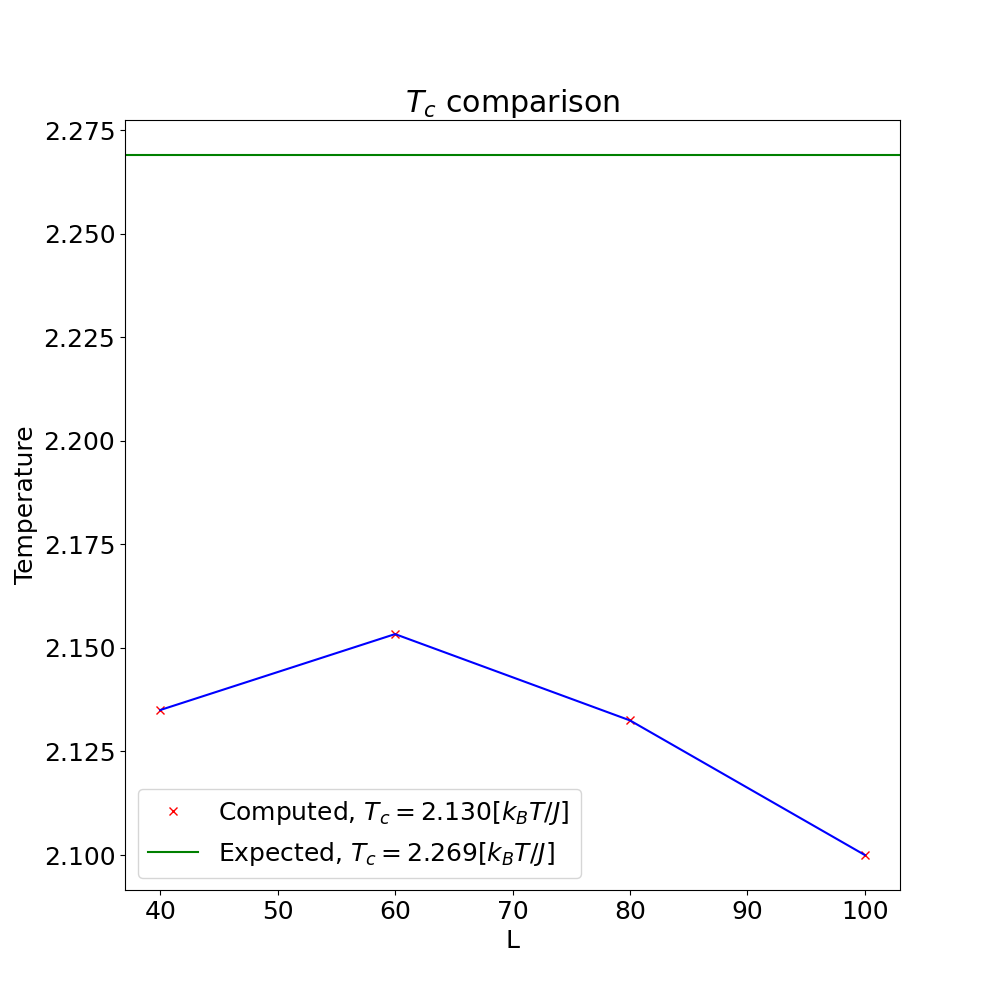 T_c comparison
2.275
2.250
2.225
2.200
2.175
2.150
2.125
2.100
Temperature
Computed, T_c = 2.130[k_BT/J]
Expected, T_c = 2.269[k_BT/J]
40 50 60 70 80 90 100
L